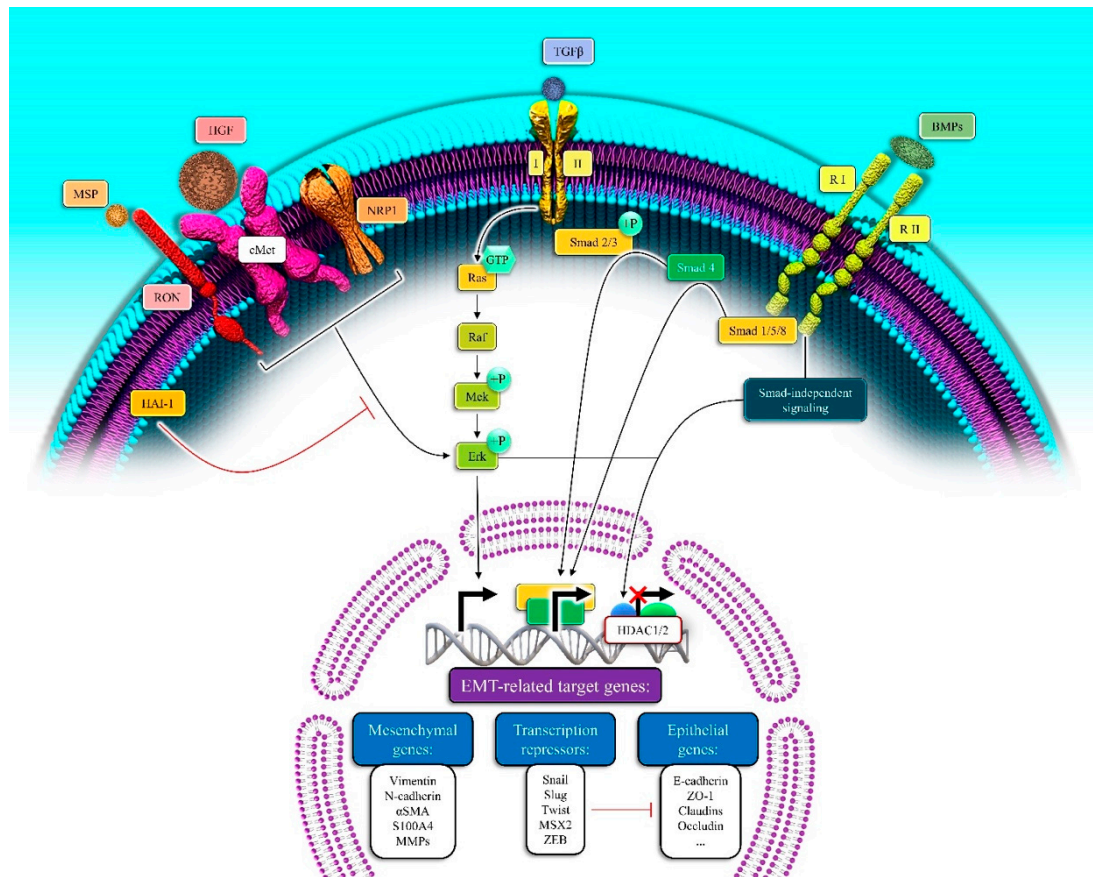 TGFβ
HGF
BMPs
MSP
I
II
R I
NRP1
cMet
R II
+P
Smad 2/3
GTP
Smad 4
Ras
RON
Smad 1/5/8
Raf
+P
Mek
Smad-independent
signaling
HAI-1
+P
Erk
HDAC1/2
EMT-related target genes:
Mesenchymal
genes:
Vimentin
N-cadherin
αSMA
S100A4
MMPs
Transcription
repressors:
Snail
Slug
Twist
MSX2
ZEB
Epithelial
genes:
E-cadherin
ZO-1
Claudins
Occludin
...